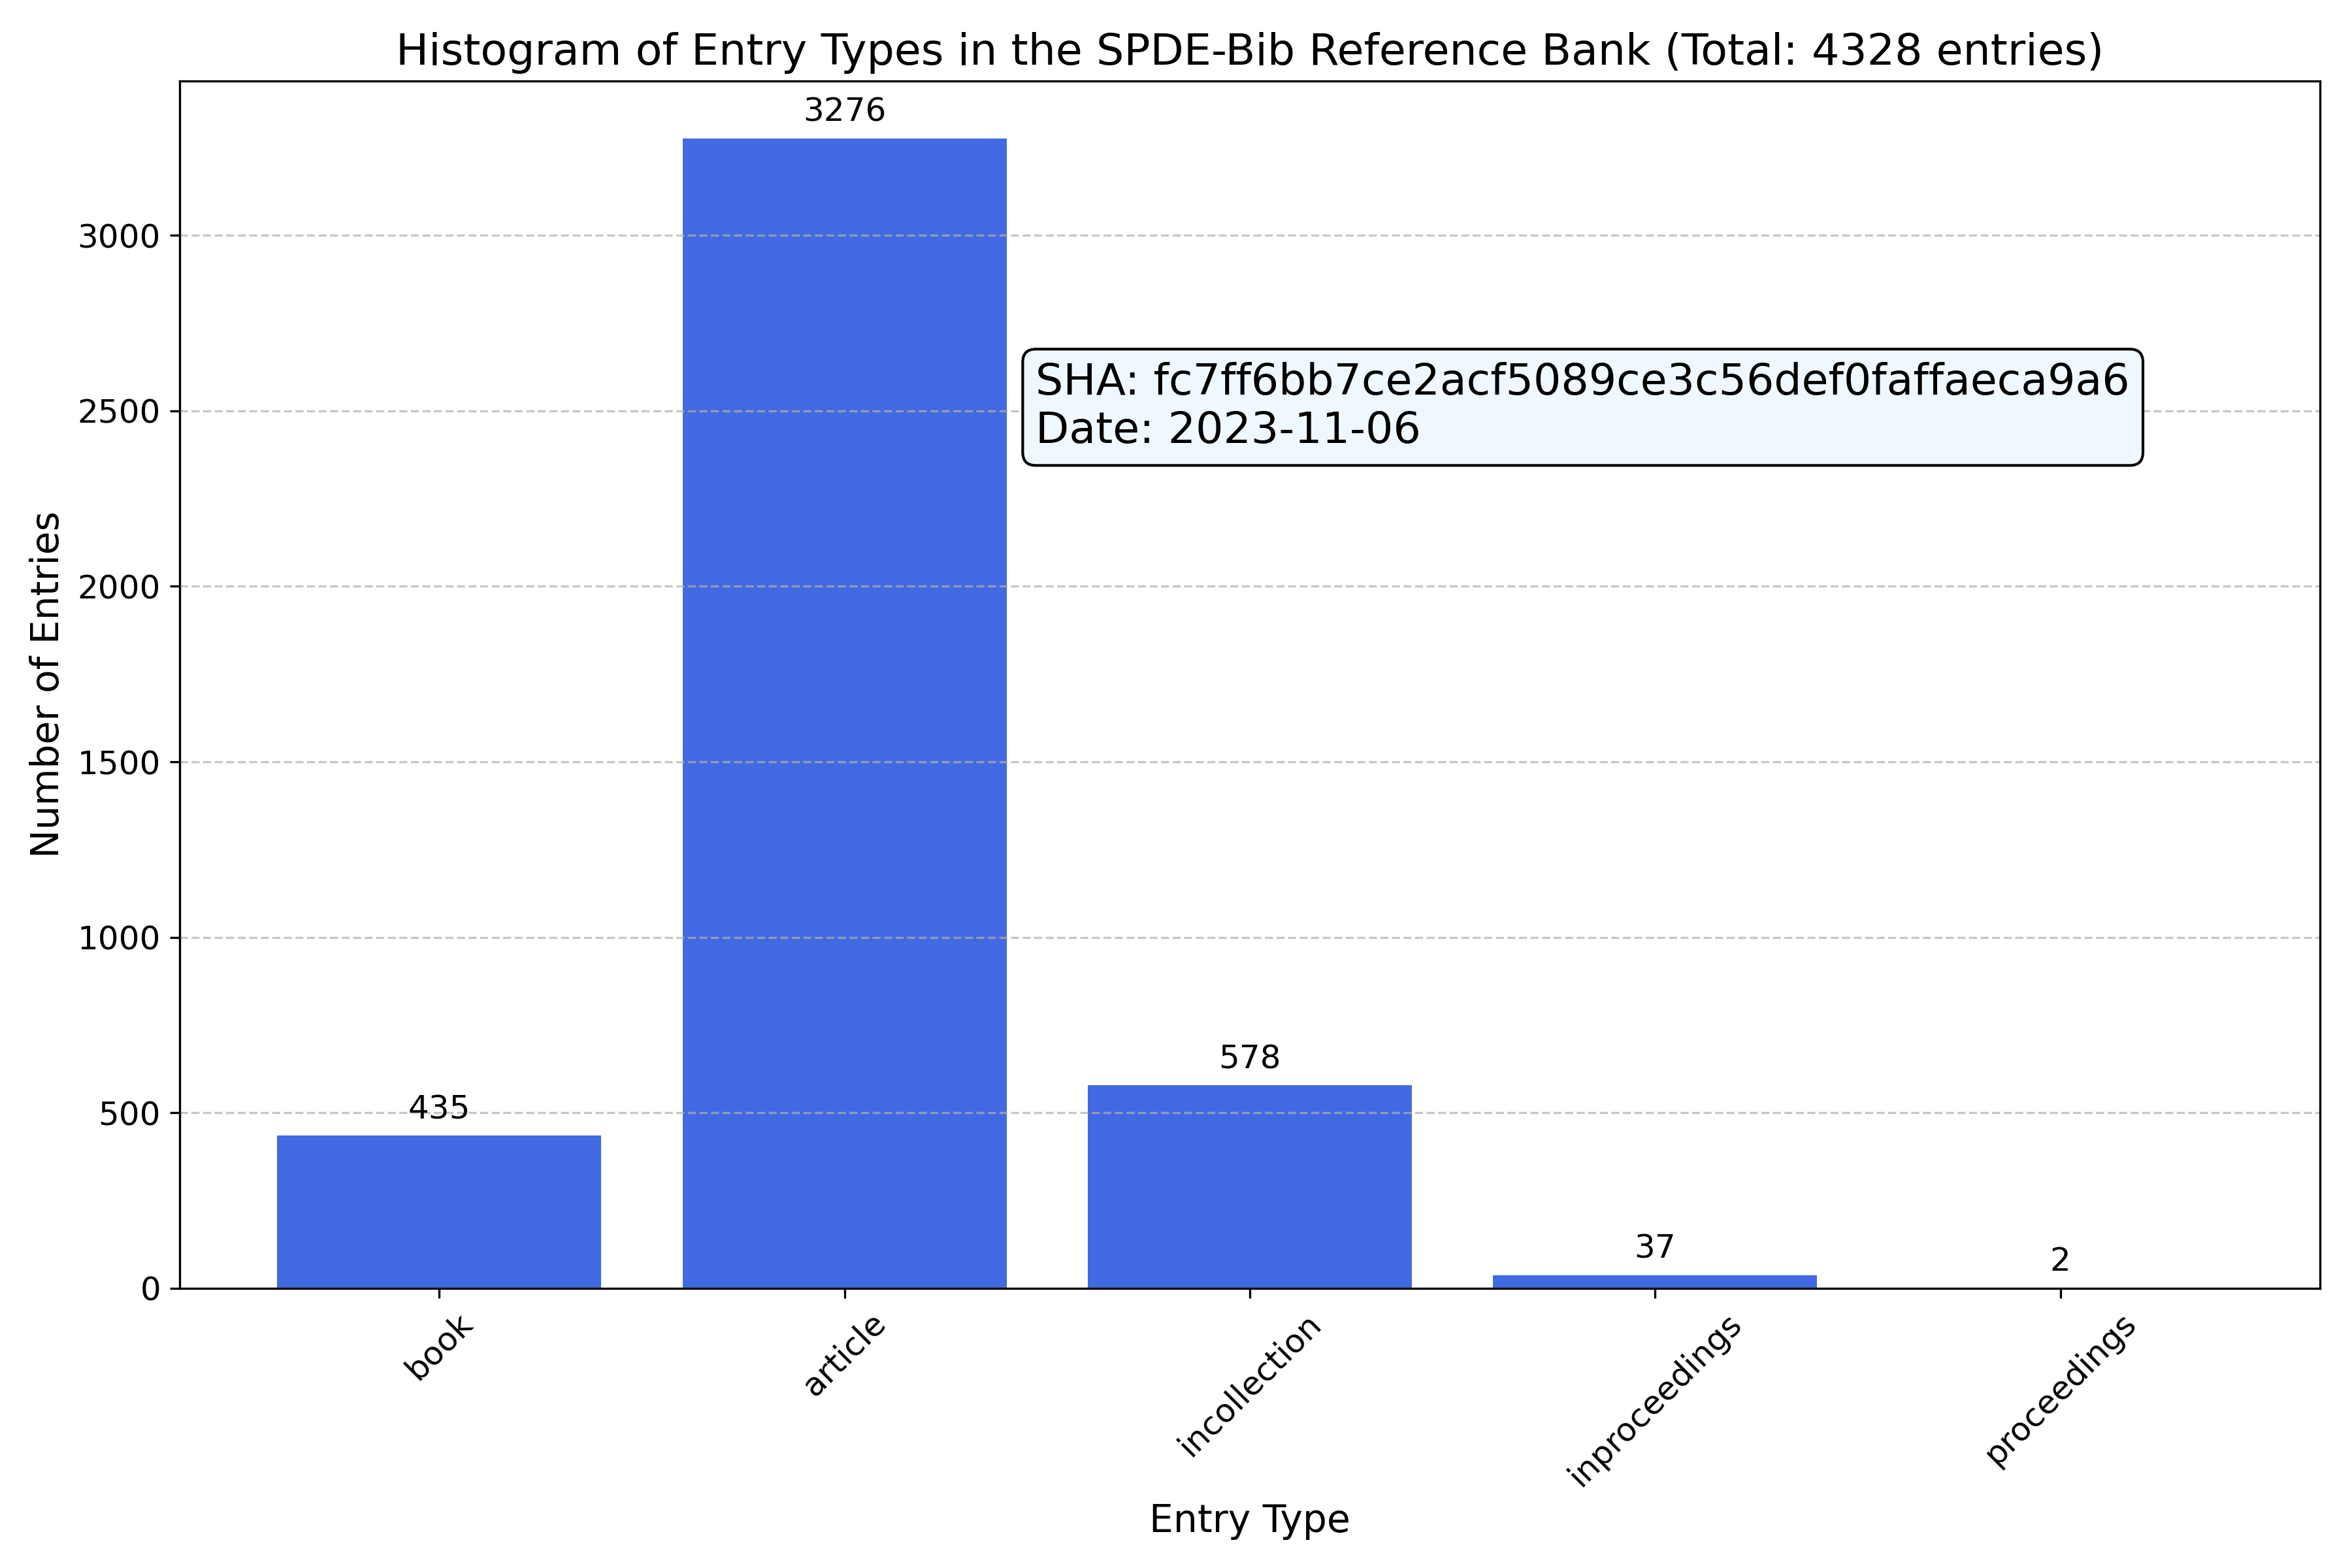 Histogram of Entry Types in the SPDE-Bib Reference Bank (Total: 4328 entries)
3276
3000
SHA: fc7ff6bb7ce2acf5089ce3c56def0faffaeca9a6
2500
Date: 2023-11-06
Number of Entries
2000
1500
1000
578
500
435
37
2
0
book
article
incollection
inproceedings
proceedings
Entry Type